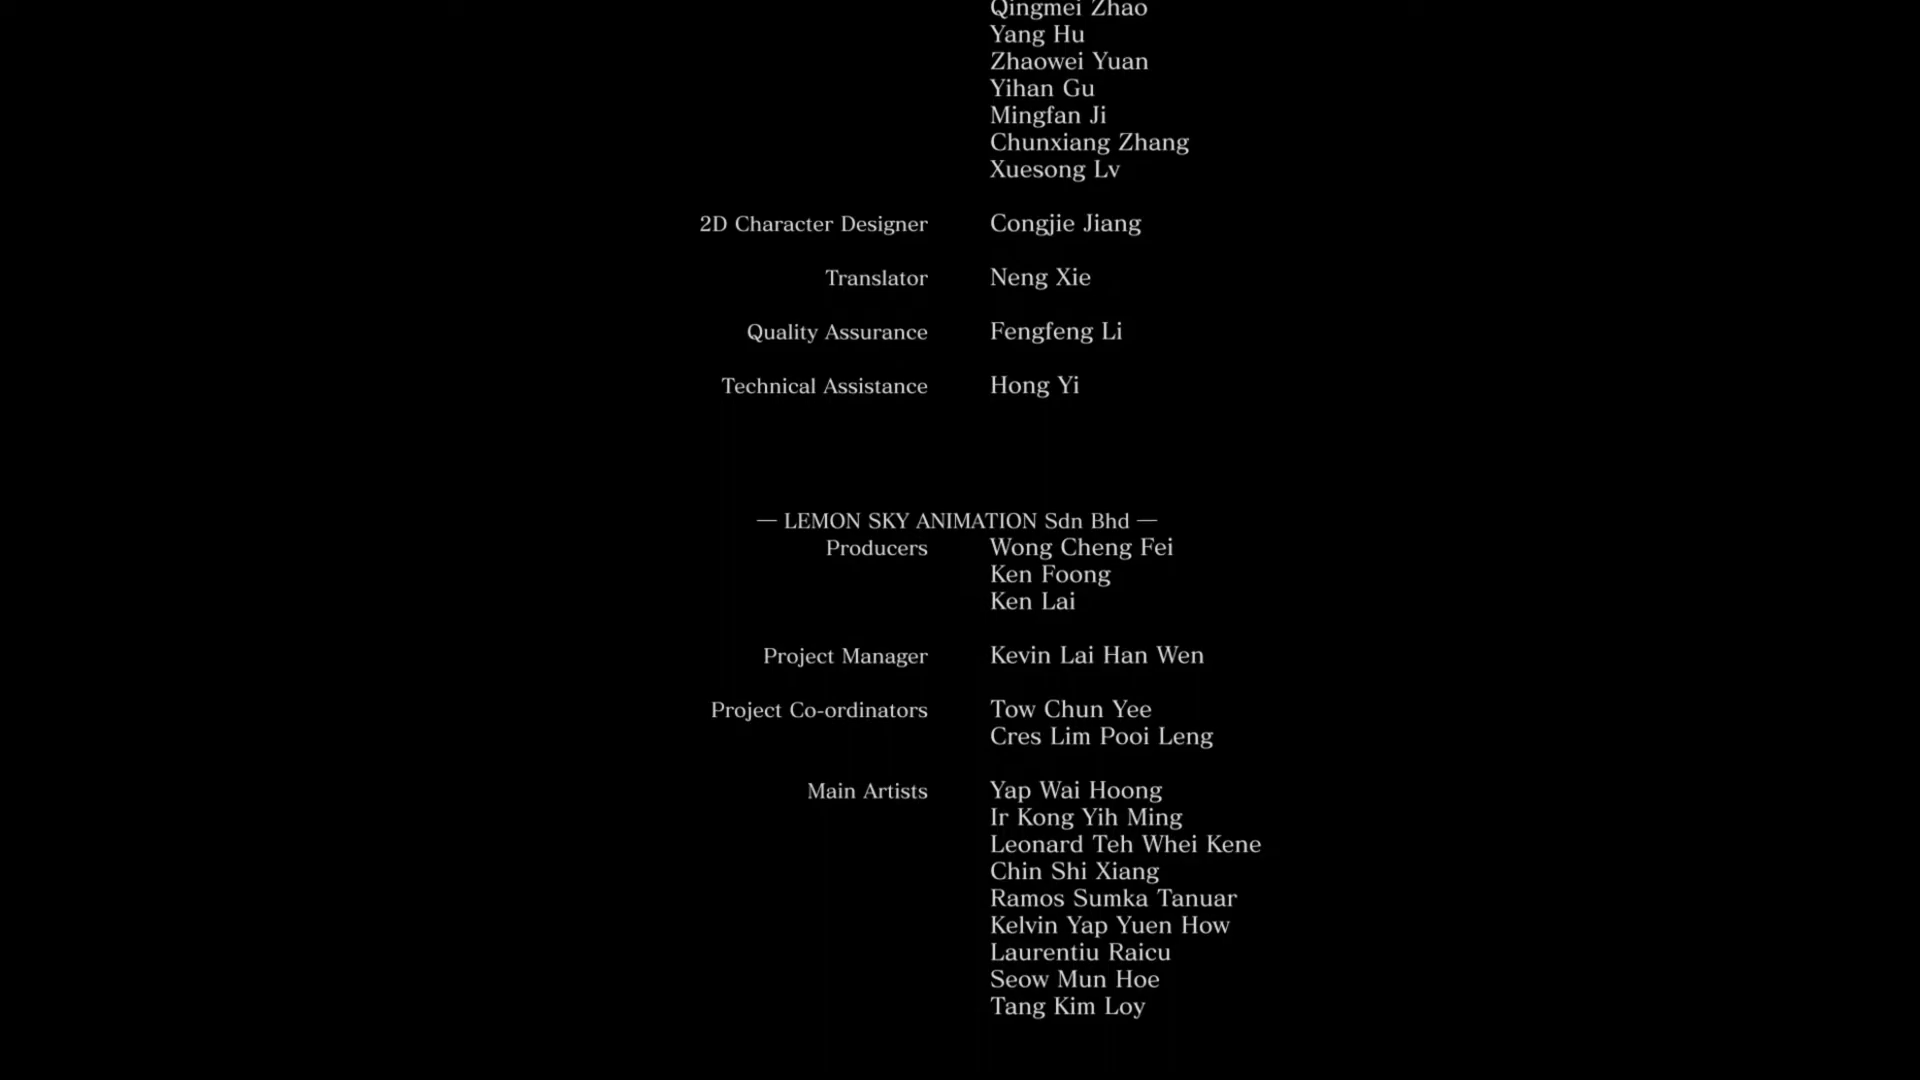 Qingmei Zhao
Yang Hu
Zhaowei Yuan
Yihan Gu
Mingfan Ji
Chunxiang Zhang
Xuesong Lv
2D Character Designer Congjie Jiang
Translator Neng Xie
Quality Assurance Fengfeng Li
Technical Assistance Hong Yi
— LEMON SKY ANIMATION Sdn Bhd —
Producers Wong Cheng Fei
Ken Foong
Ken Lai
Project Manager Kevin Lai Han Wen
Project Co-ordinators Tow Chun Yee
Cres Lim Pooi Leng
Main Artists Yap Wai Hoong
Ir Kong Yih Ming
Leonard Teh Whei Kene
Chin Shi Xiang
Ramos Sumka Tanuar
Kelvin Yap Yuen How
Laurentiu Raicu
Seow Mun Hoe
Tang Kim Loy